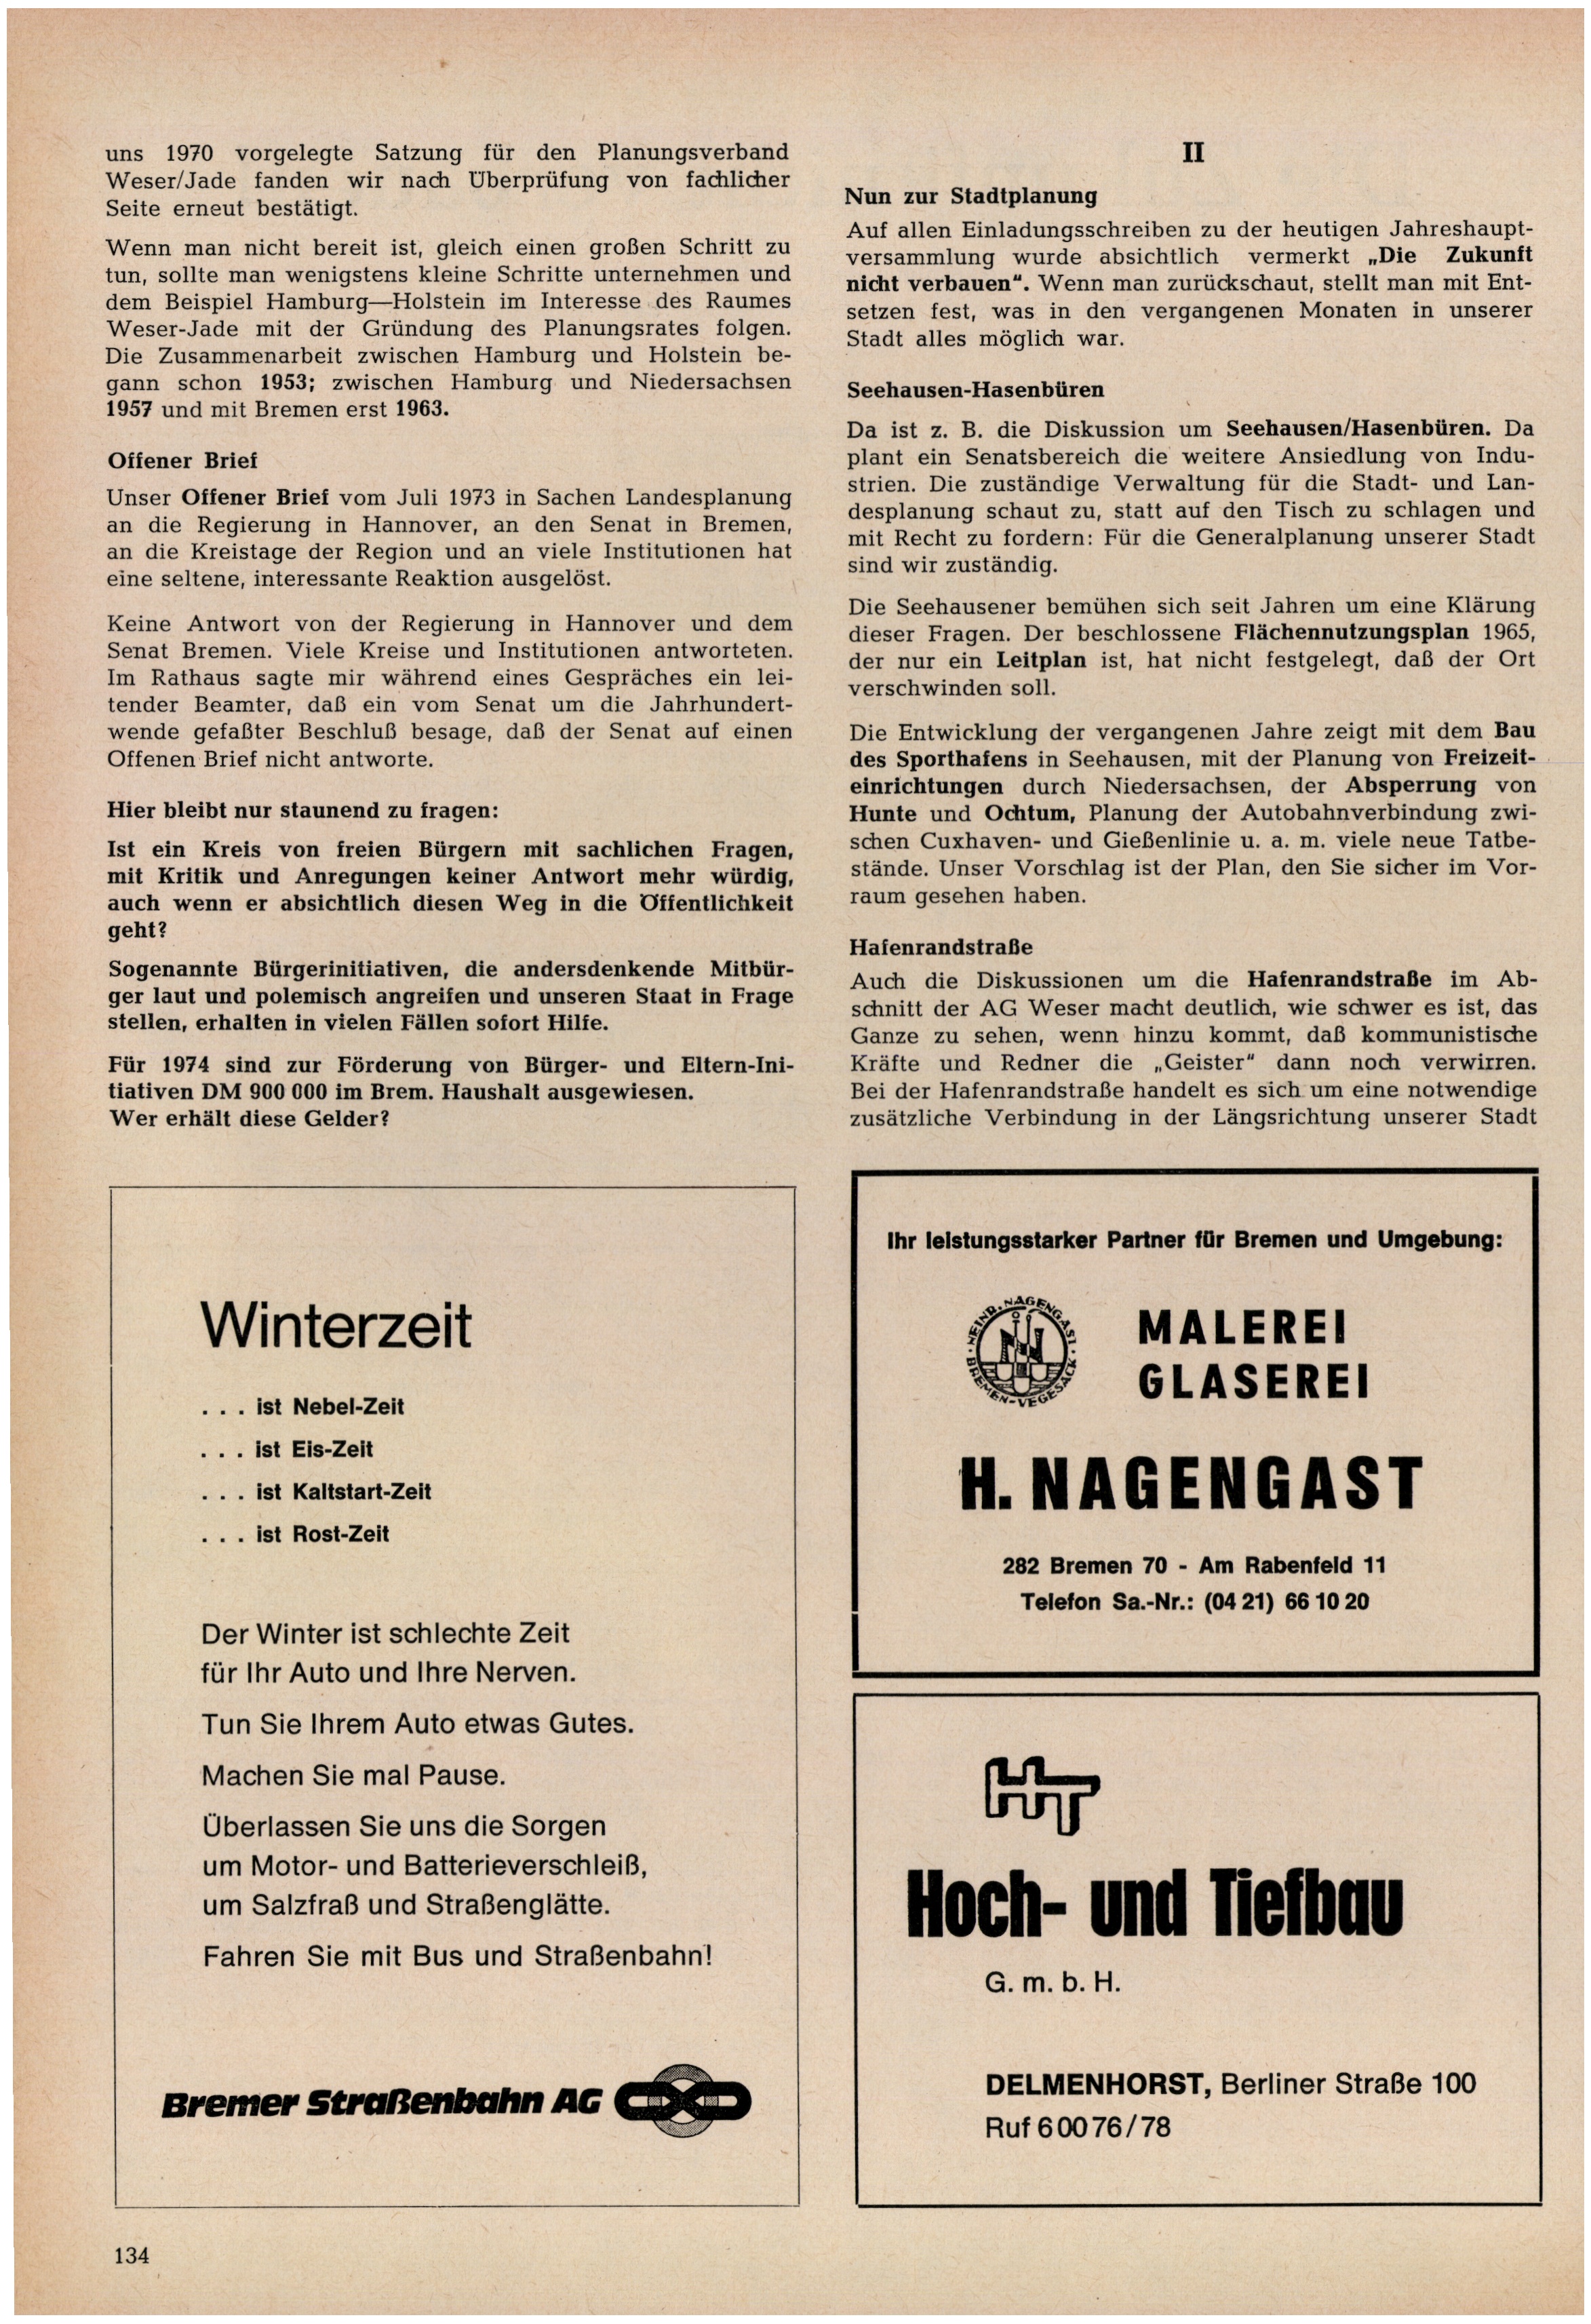 uns 1970 vorgelegte Satzung für den Planungsverband
Weser/Jade fanden wir nach Überprüfung von fachlicher
Seite erneut bestätigt.
Wenn man nicht bereit ist, gleich einen großen Schritt zu
tun, sollte man wenigstens kleine Schritte unternehmen und
dem Beispiel Hamburg—Holstein im Interesse des Raumes
Weser-Jade mit der Gründung des Planungsrates folgen.
Die Zusammenarbeit zwischen Hamburg und Holstein be-
gann schon 1953; zwischen Hamburg und Niedersachsen
1957 und mit Bremen erst 1963.
Offener Brief
Unser Offener Brief vom Juli 1973 in Sachen Landesplanung
an die Regierung in Hannover, an den Senat in Bremen,
an die Kreistage der Region und an viele Institutionen hat
eine seltene, interessante Reaktion ausgelöst.
Keine Antwort von der Regierung in Hannover und dem
Senat Bremen. Viele Kreise und Institutionen antworteten.
Im Rathaus sagte mir während eines Gespräches ein lei-
tender Beamter, daß ein vom Senat um die Jahrhundert-
wende gefaßter Beschluß besage, daß der Senat auf einen
Offenen Brief nicht antworte.
Hier bleibt nur staunend zu fragen:
Ist ein Kreis von freien Bürgern mit sachlichen Fragen,
mit Kritik und Anregungen keiner Antwort mehr würdig,
auch wenn er absichtlich diesen Weg in die Öffentlichkeit
geht?
Sogenannte Bürgerinitiativen, die andersdenkende Mitbür-
ger laut und polemisch angreifen und unseren Staat in Frage
stellen, erhalten in vielen Fällen sofort Hilfe.
Für 1974 sind zur Förderung von Bürger- und Eltern-Ini-
tiativen DM 900 000 im Brem. Haushalt ausgewiesen.
Wer erhält diese Gelder?
II
Nun zur Stadtplanung
Auf allen Einladungsschreiben zu der heutigen Jahreshaupt-
versammlung wurde absichtlich vermerkt „Die Zukunft
nicht verbauen“. Wenn man zurückschaut, stellt man mit Ent-
setzen fest, was in den vergangenen Monaten in unserer
Stadt alles möglich war.
Seehausen-Hasenbüren
Da ist z. B. die Diskussion um Seehausen/Hasenbüren. Da
plant ein Senatsbereich die weitere Ansiedlung von Indu-
strien. Die zuständige Verwaltung für die Stadt- und Lan-
desplanung schaut zu, statt auf den Tisch zu schlagen und
mit Recht zu fordern: Für die Generalplanung unserer Stadt
sind wir zuständig.
Die Seehausener bemühen sich seit Jahren um eine Klärung
dieser Fragen. Der beschlossene Flächennutzungsplan 1965,
der nur ein Leitplan ist, hat nicht festgelegt, daß der Ort
verschwinden soll.
Die Entwicklung der vergangenen Jahre zeigt mit dem Bau
des Sporthafens in Seehausen, mit der Planung von Freizeit-
einrichtungen durch Niedersachsen, der Absperrung von
Hunte und Ochtum, Planung der Autobahnverbindung zwi-
schen Cuxhaven- und Gießenlinie u. a. m. viele neue Tatbe-
stände. Unser Vorschlag ist der Plan, den Sie sicher im Vor-
raum gesehen haben.
Hafenrandstraße
Auch die Diskussionen um die Hafenrandstraße im Ab-
schnitt der AG Weser macht deutlich, wie schwer es ist, das
Ganze zu sehen, wenn hinzu kommt, daß kommunistische
Kräfte und Redner die „Geister“ dann noch verwirren.
Bei der Hafenrandstraße handelt es sich um eine notwendige
zusätzliche Verbindung in der Längsrichtung unserer Stadt
Winterzeit
. . . ist Nebel-Zeit
. . . ist Eis-Zeit
. . . ist Kaltstart-Zeit
. . . ist Rost-Zeit
Der Winter ist schlechte Zeit
für Ihr Auto und Ihre Nerven.
Tun Sie Ihrem Auto etwas Gutes.
Machen Sie mal Pause.
Überlassen Sie uns die Sorgen
um Motor- und Batterieverschleiß,
um Salzfraß und Straßenglätte.
Fahren Sie mit Bus und Straßenbahn!
Bremer Straßenbahn AG
Ihr leistungsstarker Partner für Bremen und Umgebung:
HEINR. NAGENGAST · BREMEN-VEGESACK ·
MALEREI
GLASEREI
H. NAGENGAST
282 Bremen 70 - Am Rabenfeld 11
Telefon Sa.-Nr.: (04 21) 66 10 20
Hoch- und Tiefbau
G. m. b. H.
DELMENHORST, Berliner Straße 100
Ruf 6 00 76 / 78
134